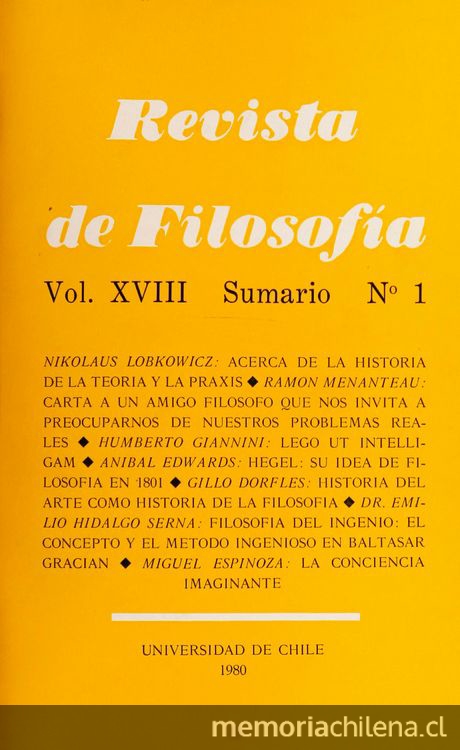 Revista
de Filosofía
Vol. XVIII Sumario Nº 1
NIKOLAUS LOBKOWICZ: ACERCA DE LA HISTORIA
DE LA TEORIA Y LA PRAXIS ◆ RAMON MENANTEAU:
CARTA A UN AMIGO FILOSOFO QUE NOS INVITA A
PREOCUPARNOS DE NUESTROS PROBLEMAS REA-
LES ◆ HUMBERTO GIANNINI: LEGO UT INTELLI-
GAM ◆ ANIBAL EDWARDS: HEGEL: SU IDEA DE FI-
LOSOFIA EN 1801 ◆ GILLO DORFLES: HISTORIA DEL
ARTE COMO HISTORIA DE LA FILOSOFIA ◆ DR. EMI-
LIO HIDALGO SERNA: FILOSOFIA DEL INGENIO: EL
CONCEPTO Y EL METODO INGENIOSO EN BALTASAR
GRACIAN ◆ MIGUEL ESPINOZA: LA CONCIENCIA
IMAGINANTE
UNIVERSIDAD DE CHILE
1980
memoriachilena.cl